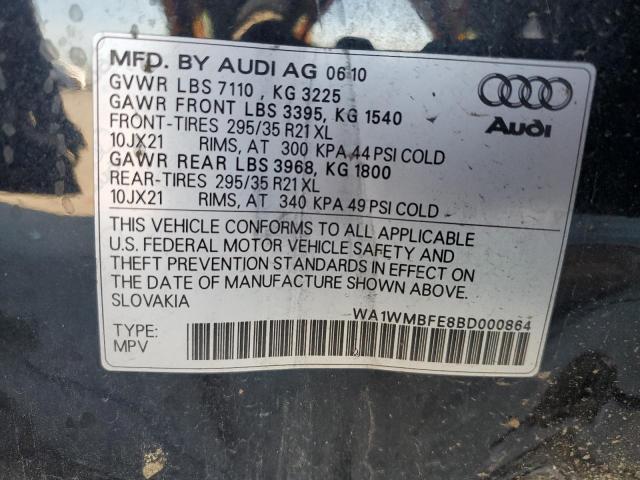 MFD. BY AUDI AG 06 10
GVWR LBS 7110 , KG 3225
GAWR FRONT LBS 3395, KG 1540
FRONT-TIRES 295/35 R21 XL
10JX21 RIMS, AT 300 KPA 44 PSI COLD
GAWR REAR LBS 3968, KG 1800
REAR-TIRES 295/35 R21 XL
10JX21 RIMS, AT 340 KPA 49 PSI COLD
Audi
THIS VEHICLE CONFORMS TO ALL APPLICABLE
U.S. FEDERAL MOTOR VEHICLE SAFETY AND
THEFT PREVENTION STANDARDS IN EFFECT ON
THE DATE OF MANUFACTURE SHOWN ABOVE.
SLOVAKIA
WA1WMBFE8BD000864
TYPE:
MPV